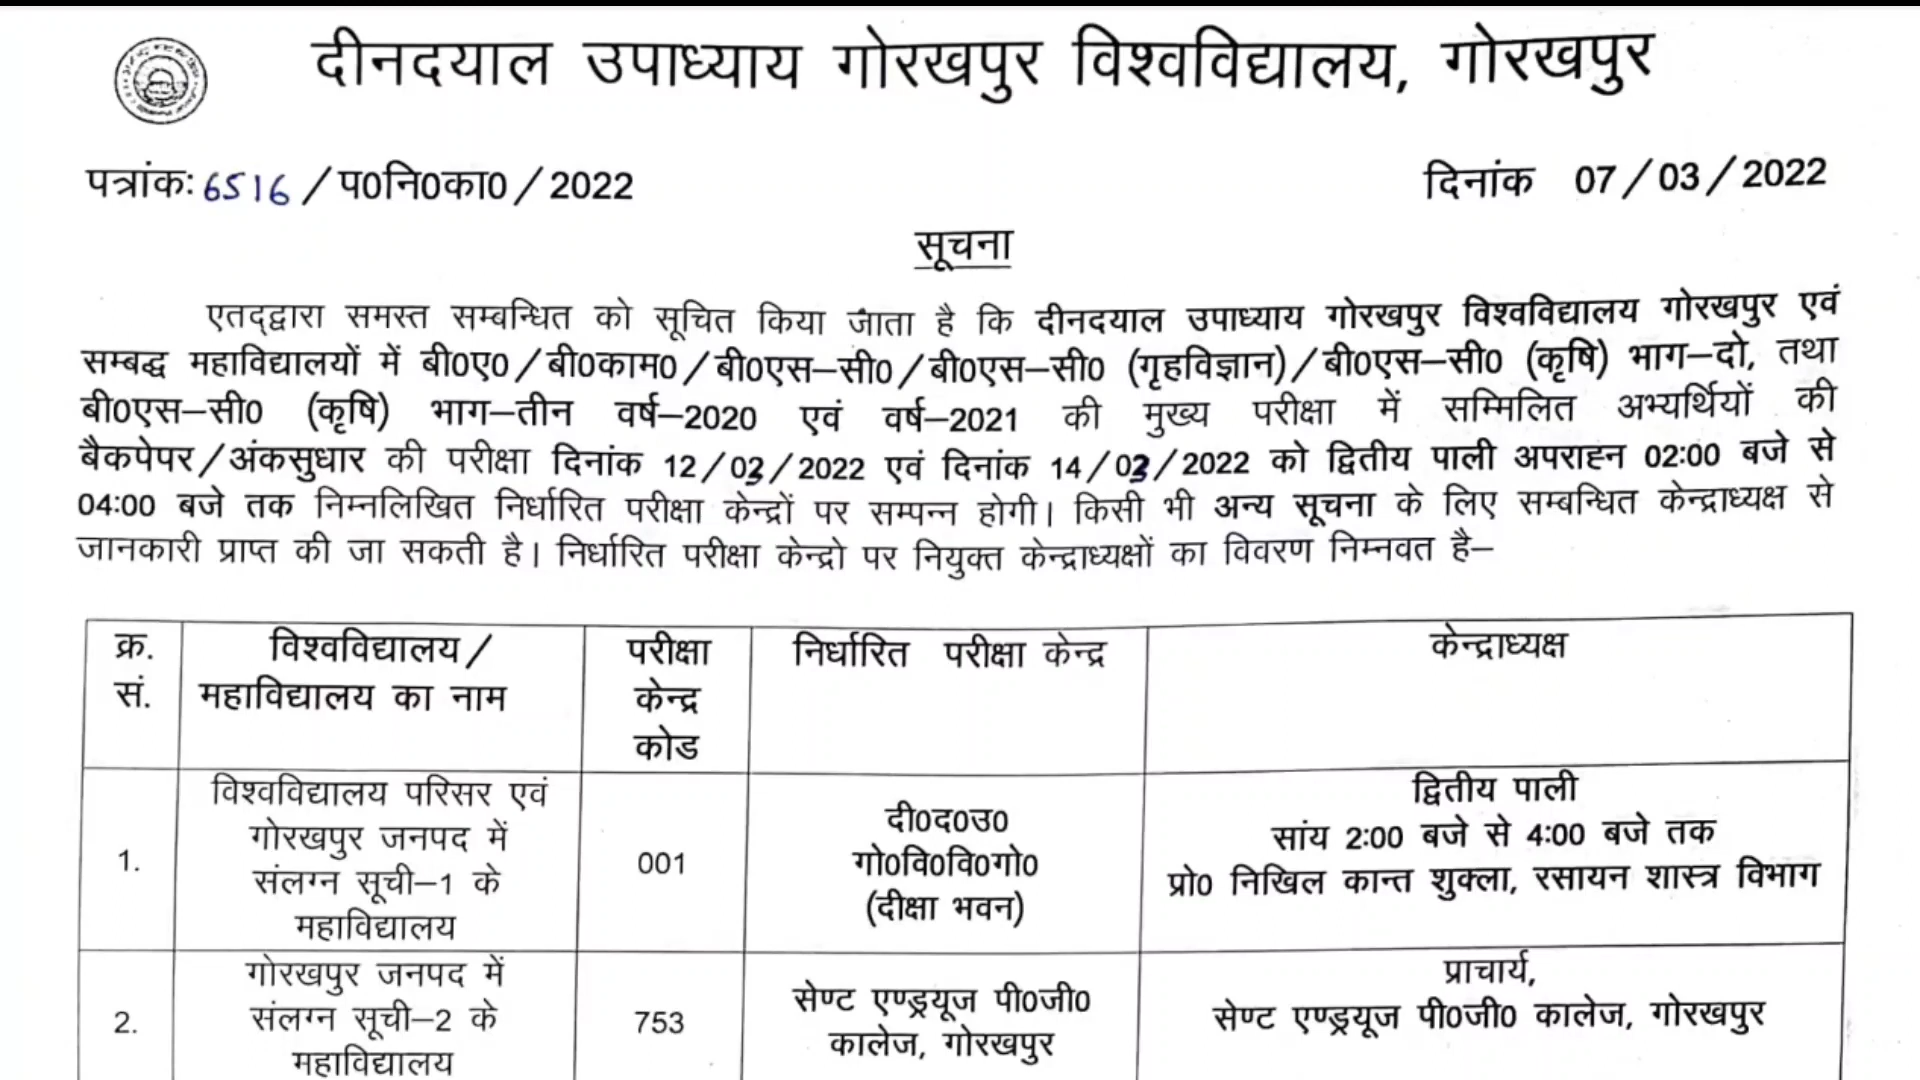 दीनदयाल उपाध्याय गोरखपुर विश्वविद्यालय, गोरखपुर
पत्रांक: 6516 / प0नि0का0 / 2022
दिनांक 07 / 03 / 2022
सूचना
एतद्द्वारा समस्त सम्बन्धित को सूचित किया जाता है कि दीनदयाल उपाध्याय गोरखपुर विश्वविद्यालय गोरखपुर एवं
सम्बद्ध महाविद्यालयों में बी0ए0 / बी0काम0 / बी0एस–सी0 / बी0एस–सी0 (गृहविज्ञान) / बी0एस–सी0 (कृषि) भाग–दो, तथा
बी0एस–सी0 (कृषि) भाग–तीन वर्ष–2020 एवं वर्ष–2021 की मुख्य परीक्षा में सम्मिलित अभ्यर्थियों की
बैकपेपर / अंकसुधार की परीक्षा दिनांक 12 / 03 / 2022 एवं दिनांक 14 / 03 / 2022 को द्वितीय पाली अपराह्न 02:00 बजे से
04:00 बजे तक निम्नलिखित निर्धारित परीक्षा केन्द्रों पर सम्पन्न होगी। किसी भी अन्य सूचना के लिए सम्बन्धित केन्द्राध्यक्ष से
जानकारी प्राप्त की जा सकती है। निर्धारित परीक्षा केन्द्रो पर नियुक्त केन्द्राध्यक्षों का विवरण निम्नवत है–
क्र.
सं.
विश्वविद्यालय /
महाविद्यालय का नाम
परीक्षा
केन्द्र
कोड
निर्धारित परीक्षा केन्द्र
केन्द्राध्यक्ष
1.
विश्वविद्यालय परिसर एवं
गोरखपुर जनपद में
संलग्न सूची–1 के
महाविद्यालय
001
दी0द0उ0
गो0वि0वि0गो0
(दीक्षा भवन)
द्वितीय पाली
सांय 2:00 बजे से 4:00 बजे तक
प्रो0 निखिल कान्त शुक्ला, रसायन शास्त्र विभाग
2.
गोरखपुर जनपद में
संलग्न सूची–2 के
महाविद्यालय
753
सेण्ट एण्ड्रयूज पी0जी0
कालेज, गोरखपुर
प्राचार्य,
सेण्ट एण्ड्रयूज पी0जी0 कालेज, गोरखपुर